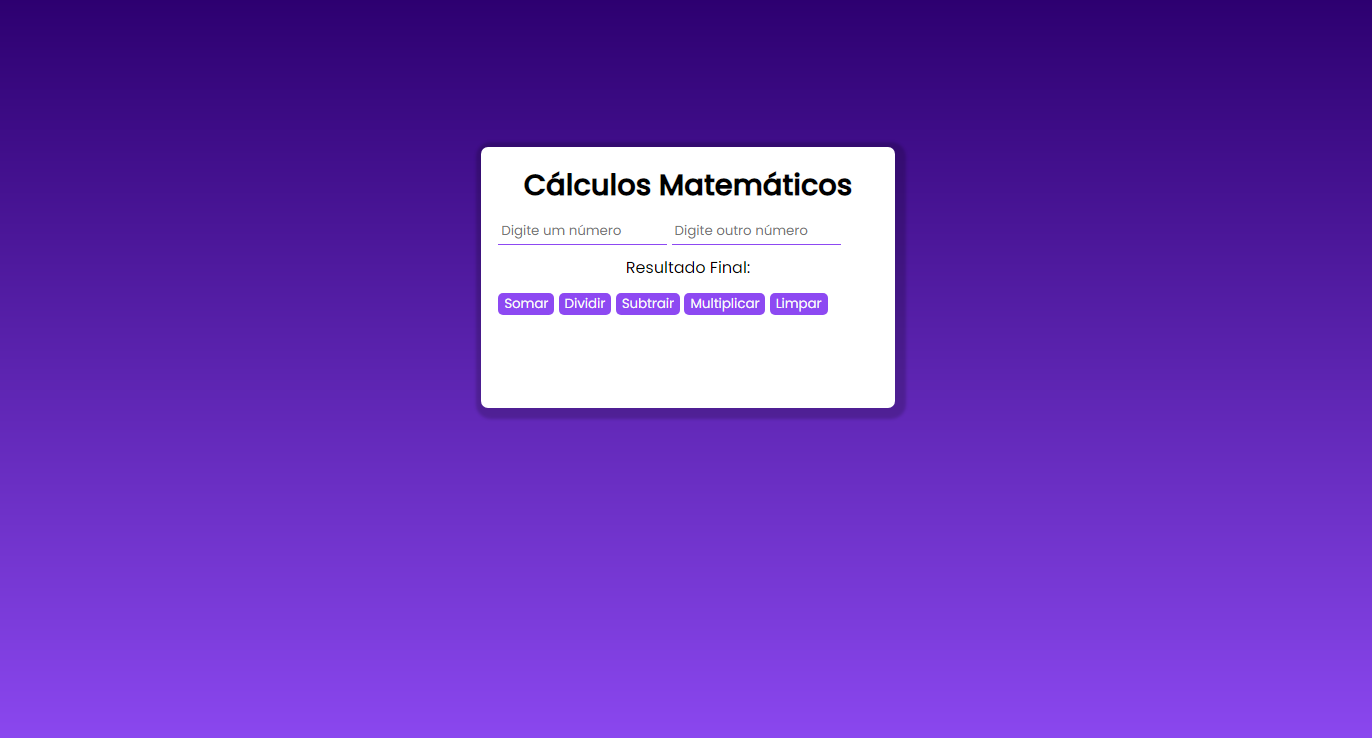 Cálculos Matemáticos
Digite um número Digite outro número
Resultado Final:
Somar Dividir Subtrair Multiplicar Limpar